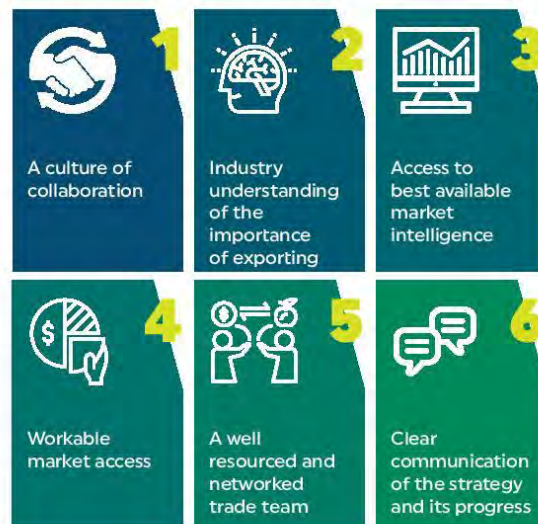 1
A culture of
collaboration
2
Industry
understanding
of the
importance
of exporting
3
Access to
best available
market
intelligence
4
$
Workable
market access
5
$
A well
resourced and
networked
trade team
6
Clear
communication
of the strategy
and its progress